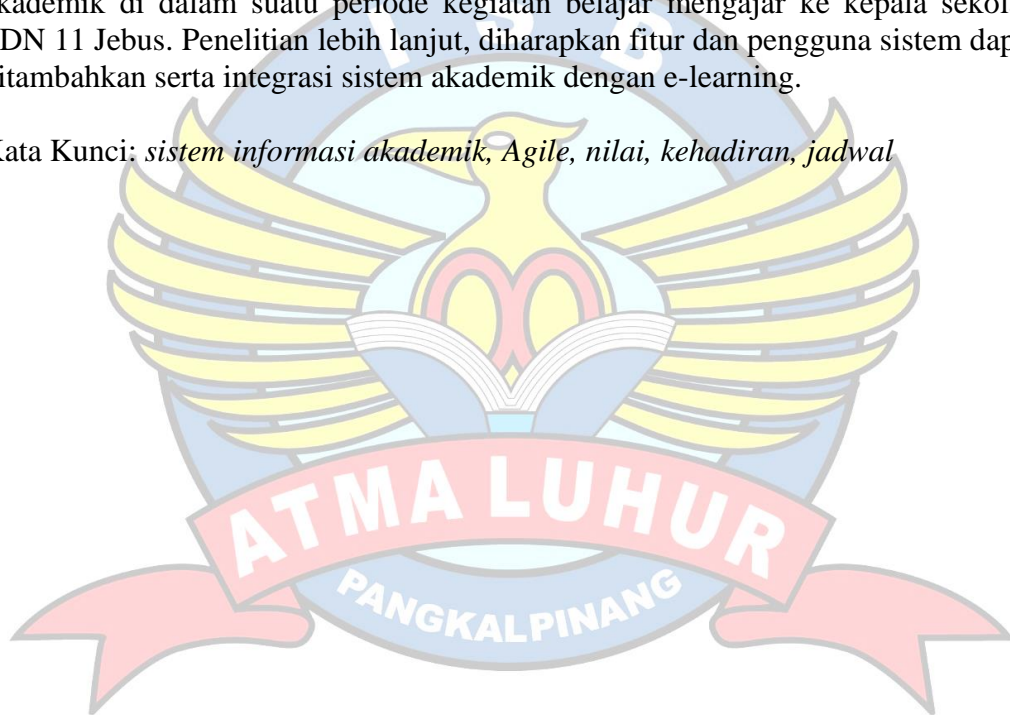 kademik di dalam suatu periode kegiatan belajar mengajar ke kepala sekol
DN 11 Jebus. Penelitian lebih lanjut, diharapkan fitur dan pengguna sistem dap
itambahkan serta integrasi sistem akademik dengan e-learning.
Kata Kunci: sistem informasi akademik, Agile, nilai, kehadiran, jadwal
ISB
ATMA LUHUR
PANGKALPINANG